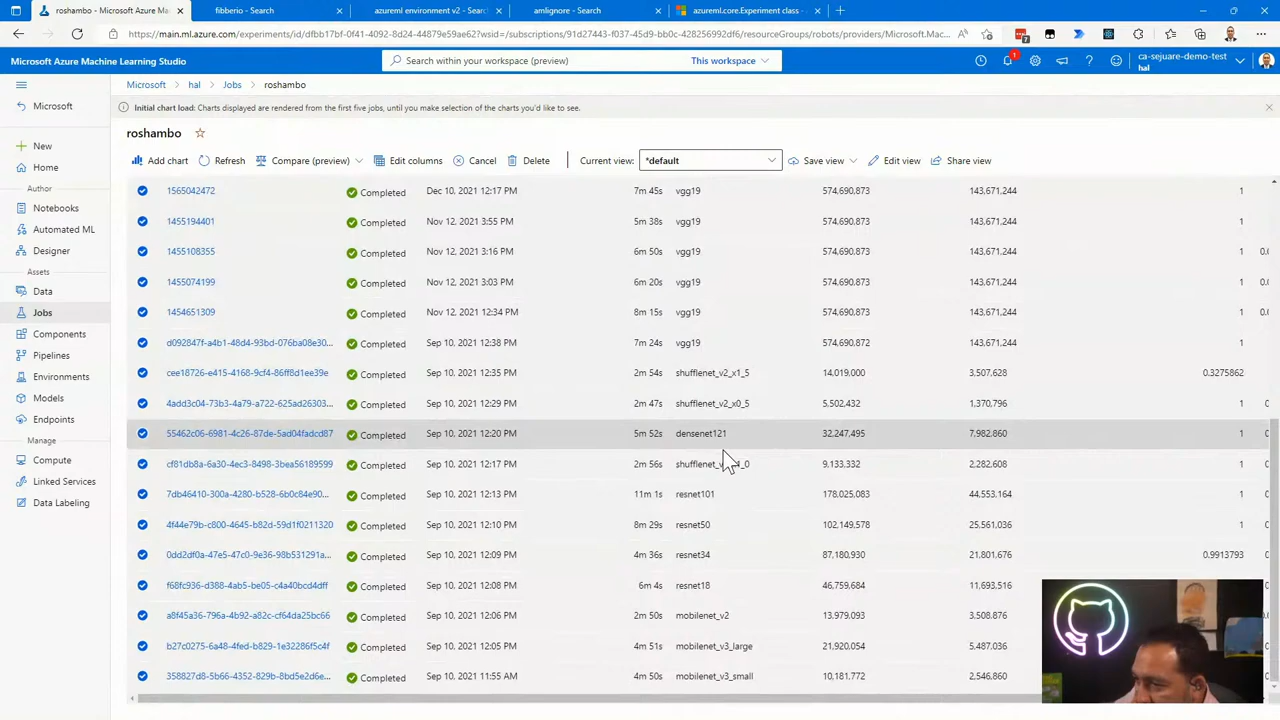 roshambo - Microsoft Azure Machi
fibberio - Search
azureml environment v2 - Search
amlignore - Search
azureml.core.Experiment class -
https://main.ml.azure.com/experiments/id/dfbb17bf-0f41-4092-8d24-44879e59ae62?wsid=/subscriptions/91d27443-f037-45d9-bb0c-428256992df6/resourceGroups/robots/providers/Microsoft.Mac...
Microsoft Azure Machine Learning Studio
Search within your workspace (preview)
This workspace
1
ca-sejuare-demo-test
hal
Microsoft
hal
Jobs
roshambo
Microsoft
New
Home
Author
Notebooks
Automated ML
Designer
Assets
Data
Jobs
Components
Pipelines
Environments
Models
Endpoints
Manage
Compute
Linked Services
Data Labeling
Initial chart load: Charts displayed are rendered from the first five jobs, until you make selection of the charts you'd like to see.
roshambo
Add chart Refresh Compare (preview) Edit columns Cancel Delete Current view: *default Save view Edit view Share view
1565042472 Completed Dec 10, 2021 12:17 PM 7m 45s vgg19 574,690.873 143,671,244 1
1455194401 Completed Nov 12, 2021 3:55 PM 5m 38s vgg19 574,690.873 143,671,244 1
1455108355 Completed Nov 12, 2021 3:16 PM 6m 50s vgg19 574,690.873 143,671,244 1 0.0
1455074199 Completed Nov 12, 2021 3:03 PM 6m 20s vgg19 574,690.873 143,671,244 1 0.
1454651309 Completed Nov 12, 2021 12:34 PM 8m 15s vgg19 574,690.873 143,671,244 1 0.
d092847f-a4b1-48d4-93bd-076ba08e30... Completed Sep 10, 2021 12:38 PM 7m 24s vgg19 574,690.872 143,671,244 1
cee18726-e415-4168-9cf4-86ff8d1ee39e Completed Sep 10, 2021 12:35 PM 2m 54s shufflenet_v2_x1_5 14,019.000 3,507,628 0.3275862
4add3c04-73b3-4a79-a722-625ad26303... Completed Sep 10, 2021 12:29 PM 2m 47s shufflenet_v2_x0_5 5,502.432 1,370,796 1 0.
55462c06-6981-4c26-87de-5ad04fadcd87 Completed Sep 10, 2021 12:20 PM 5m 52s densenet121 32,247.495 7,982,860 1 0.
cf81db8a-6a30-4ec3-8498-3bea56189599 Completed Sep 10, 2021 12:17 PM 2m 56s shufflenet_v 1_0 9,133.332 2,282,608 1 0.
7db46410-300a-4280-b528-6b0c84e90... Completed Sep 10, 2021 12:13 PM 11m 1s resnet101 178,025.083 44,553,164 1
4f44e79b-c800-4645-b82d-59d1f0211320 Completed Sep 10, 2021 12:10 PM 8m 29s resnet50 102,149.578 25,561,036 1 0.
0dd2df0a-47e5-47c0-9e36-98b531291a... Completed Sep 10, 2021 12:09 PM 4m 36s resnet34 87,180.930 21,801,676 0.9913793
f68fc936-d388-4ab5-be05-c4a40bcd4dff Completed Sep 10, 2021 12:08 PM 6m 4s resnet18 46,759.684 11,693,516
a8f45a36-796a-4b92-a82c-cf64da25bc66 Completed Sep 10, 2021 12:06 PM 2m 50s mobilenet_v2 13,979.093 3,508,876
b27c0275-6a48-4fed-b829-1e32286f5c4f Completed Sep 10, 2021 12:05 PM 4m 51s mobilenet_v3_large 21,920.054 5,487,036
358827d8-5b66-4352-829b-8bd5e2d6e... Completed Sep 10, 2021 11:55 AM 4m 50s mobilenet_v3_small 10,181.772 2,546,860